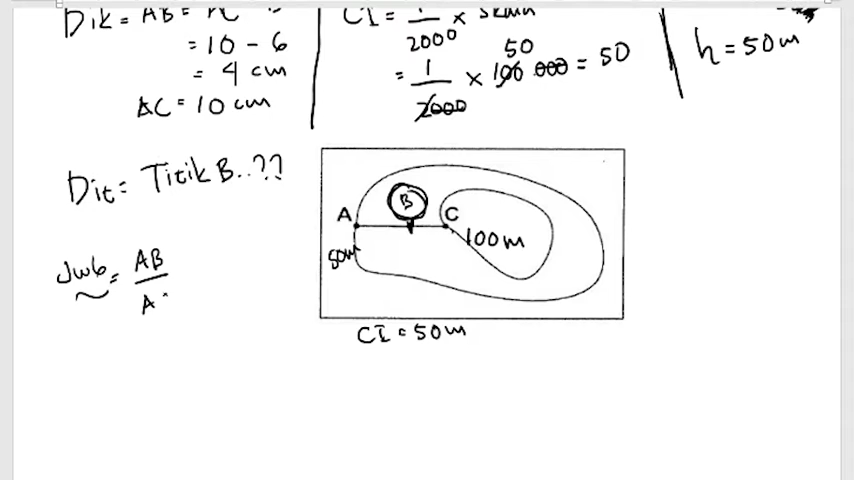 Dik = AB =
= 10 - 6
= 4 cm
AC = 10 cm
CI = 1/2000 ×
50
= 1/2000 × 100 000 = 50
h = 50 m
Dit = Titik B..??
A
B
C
50m
100m
CI = 50m
Jwb = AB
A